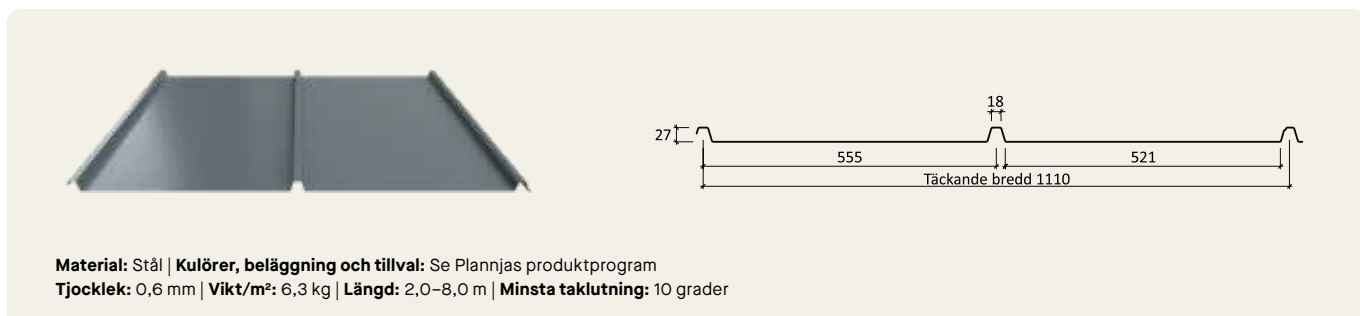 18
27
555
521
Täckande bredd 1110
Material: Stål | Kulörer, beläggning och tillval: Se Plannjas produktprogram
Tjocklek: 0,6 mm | Vikt/m²: 6,3 kg | Längd: 2,0–8,0 m | Minsta taklutning: 10 grader